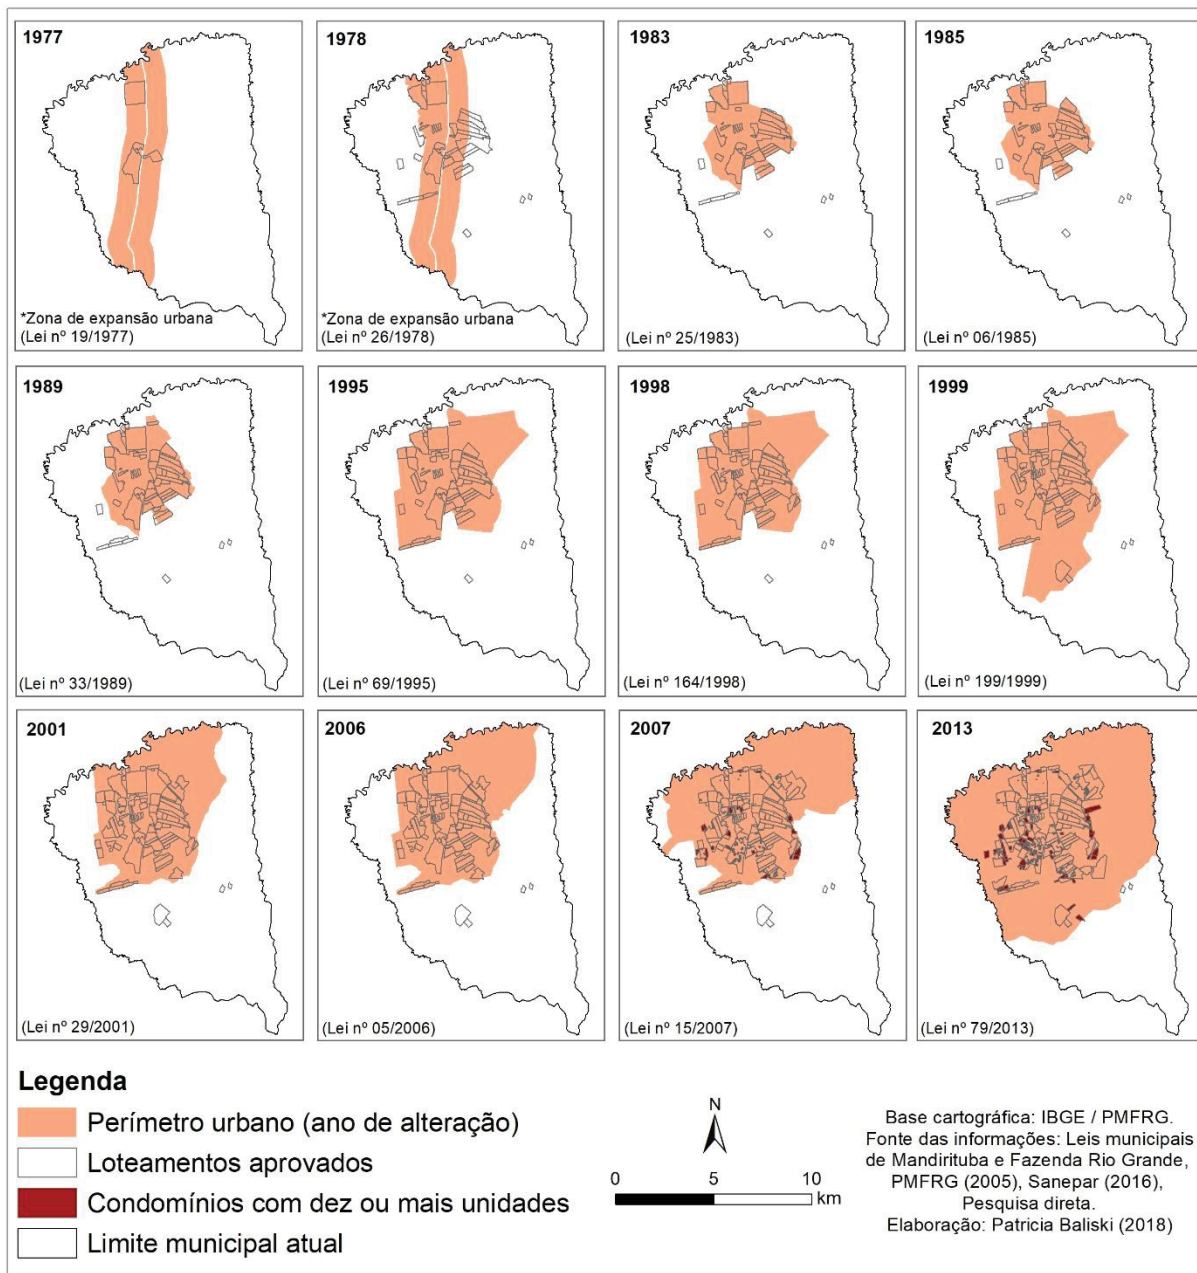 1977
1978
1983
1985
*Zona de expansão urbana
(Lei nº 19/1977)
*Zona de expansão urbana
(Lei nº 26/1978)
(Lei nº 25/1983)
(Lei nº 06/1985)
1989
1995
1998
1999
(Lei nº 33/1989)
(Lei nº 69/1995)
(Lei nº 164/1998)
(Lei nº 199/1999)
2001
2006
2007
2013
(Lei nº 29/2001)
(Lei nº 05/2006)
(Lei nº 15/2007)
(Lei nº 79/2013)
Legenda
Perímetro urbano (ano de alteração)
Loteamentos aprovados
Condomínios com dez ou mais unidades
Limite municipal atual
N
0 5 10
km
Base cartográfica: IBGE / PMFRG.
Fonte das informações: Leis municipais
de Mandirituba e Fazenda Rio Grande,
PMFRG (2005), Sanepar (2016),
Pesquisa direta.
Elaboração: Patricia Baliski (2018)